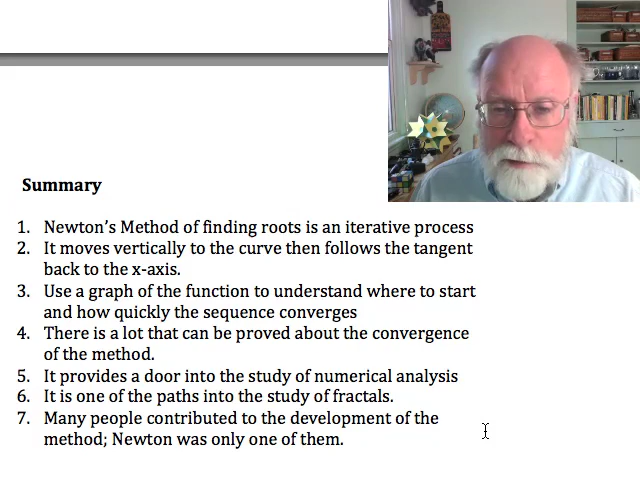 Summary
1. Newton's Method of finding roots is an iterative process
2. It moves vertically to the curve then follows the tangent
back to the x-axis.
3. Use a graph of the function to understand where to start
and how quickly the sequence converges
4. There is a lot that can be proved about the convergence
of the method.
5. It provides a door into the study of numerical analysis
6. It is one of the paths into the study of fractals.
7. Many people contributed to the development of the
method; Newton was only one of them.